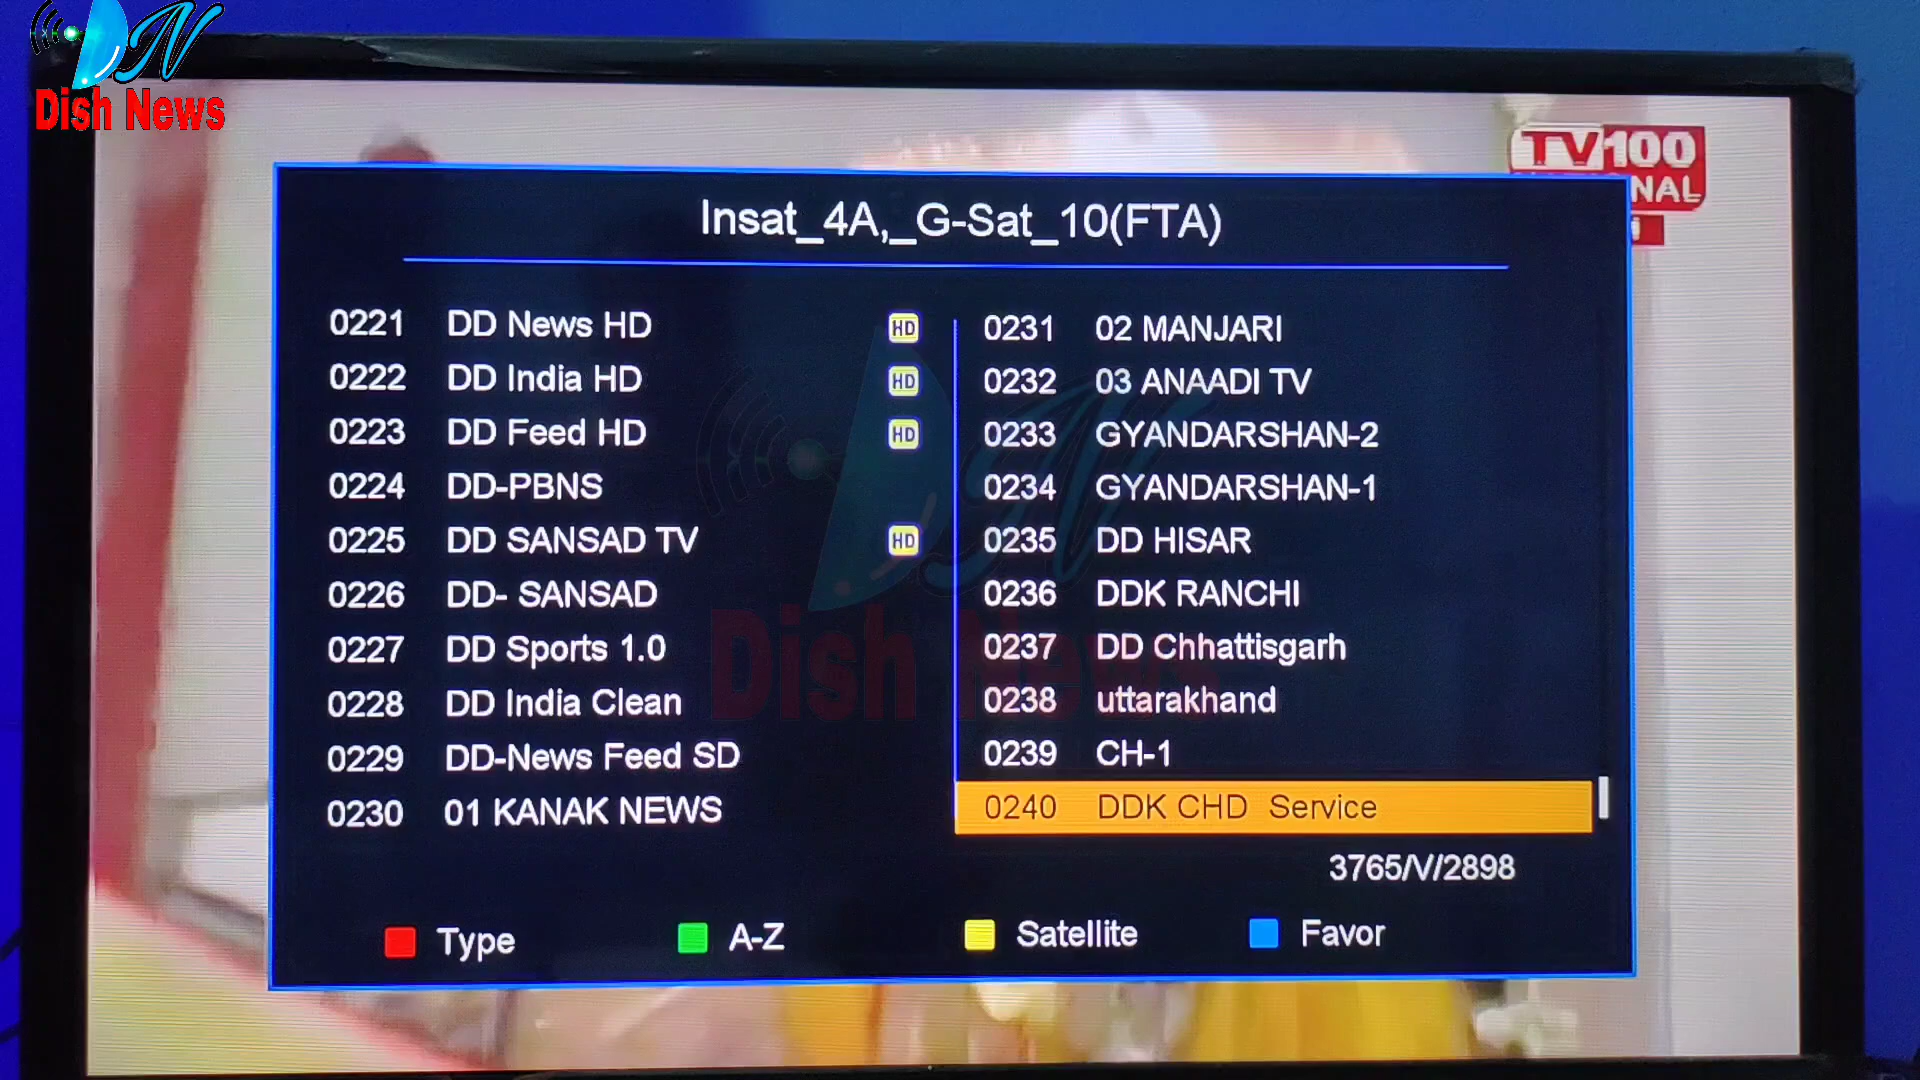 Dish News
TV100
NAL
Insat_4A,_G-Sat_10(FTA)
0221 DD News HD HD
0222 DD India HD HD
0223 DD Feed HD HD
0224 DD-PBNS
0225 DD SANSAD TV HD
0226 DD- SANSAD
0227 DD Sports 1.0
0228 DD India Clean
0229 DD-News Feed SD
0230 01 KANAK NEWS
0231 02 MANJARI
0232 03 ANAADI TV
0233 GYANDARSHAN-2
0234 GYANDARSHAN-1
0235 DD HISAR
0236 DDK RANCHI
0237 DD Chhattisgarh
0238 uttarakhand
0239 CH-1
0240 DDK CHD Service
Dish News
3765/V/2898
Type A-Z Satellite Favor